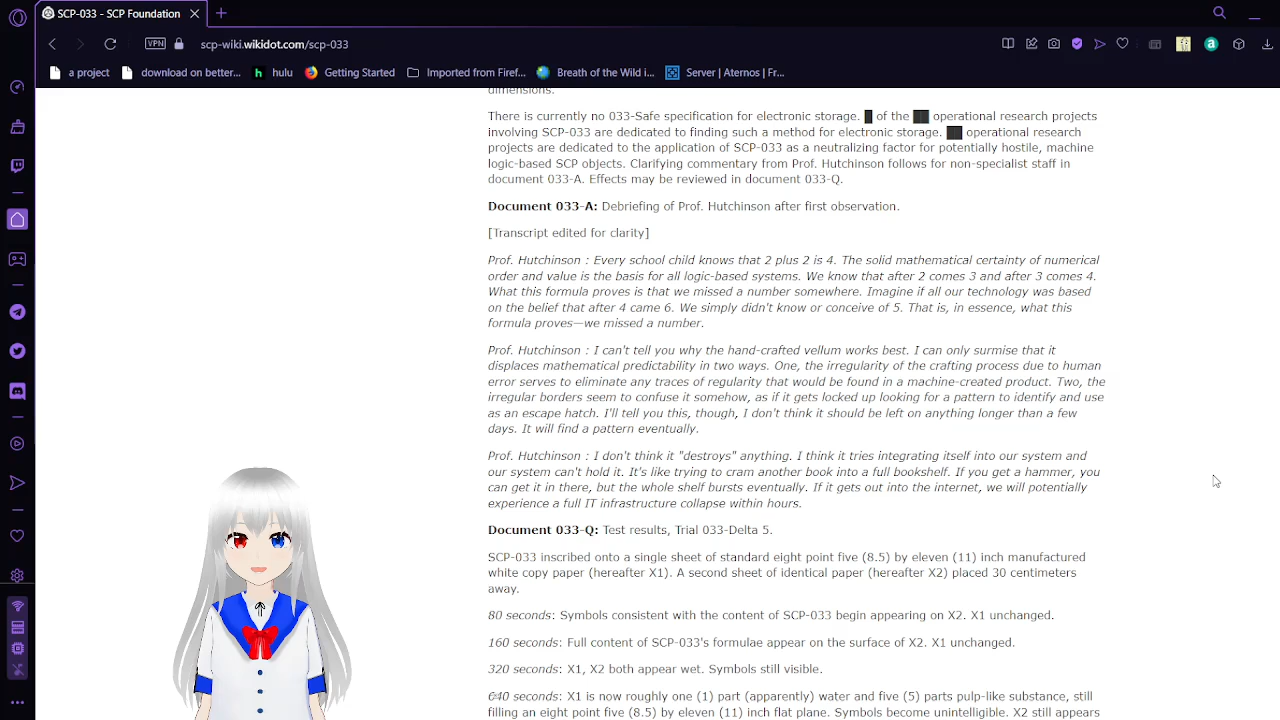 SCP-033 - SCP Foundation
VPN
scp-wiki.wikidot.com/scp-033
a project
download on better...
h hulu
Getting Started
Imported from Firef...
Breath of the Wild i...
Server | Aternos | Fr...
dimensions.
There is currently no 033-Safe specification for electronic storage. █ of the ██ operational research projects
involving SCP-033 are dedicated to finding such a method for electronic storage. ██ operational research
projects are dedicated to the application of SCP-033 as a neutralizing factor for potentially hostile, machine
logic-based SCP objects. Clarifying commentary from Prof. Hutchinson follows for non-specialist staff in
document 033-A. Effects may be reviewed in document 033-Q.
Document 033-A: Debriefing of Prof. Hutchinson after first observation.
[Transcript edited for clarity]
Prof. Hutchinson : Every school child knows that 2 plus 2 is 4. The solid mathematical certainty of numerical
order and value is the basis for all logic-based systems. We know that after 2 comes 3 and after 3 comes 4.
What this formula proves is that we missed a number somewhere. Imagine if all our technology was based
on the belief that after 4 came 6. We simply didn't know or conceive of 5. That is, in essence, what this
formula proves—we missed a number.
Prof. Hutchinson : I can't tell you why the hand-crafted vellum works best. I can only surmise that it
displaces mathematical predictability in two ways. One, the irregularity of the crafting process due to human
error serves to eliminate any traces of regularity that would be found in a machine-created product. Two, the
irregular borders seem to confuse it somehow, as if it gets locked up looking for a pattern to identify and use
as an escape hatch. I'll tell you this, though, I don't think it should be left on anything longer than a few
days. It will find a pattern eventually.
Prof. Hutchinson : I don't think it "destroys" anything. I think it tries integrating itself into our system and
our system can't hold it. It's like trying to cram another book into a full bookshelf. If you get a hammer, you
can get it in there, but the whole shelf bursts eventually. If it gets out into the internet, we will potentially
experience a full IT infrastructure collapse within hours.
Document 033-Q: Test results, Trial 033-Delta 5.
SCP-033 inscribed onto a single sheet of standard eight point five (8.5) by eleven (11) inch manufactured
white copy paper (hereafter X1). A second sheet of identical paper (hereafter X2) placed 30 centimeters
away.
80 seconds: Symbols consistent with the content of SCP-033 begin appearing on X2. X1 unchanged.
160 seconds: Full content of SCP-033's formulae appear on the surface of X2. X1 unchanged.
320 seconds: X1, X2 both appear wet. Symbols still visible.
640 seconds: X1 is now roughly one (1) part (apparently) water and five (5) parts pulp-like substance, still
filling an eight point five (8.5) by eleven (11) inch flat plane. Symbols become unintelligible. X2 still appears